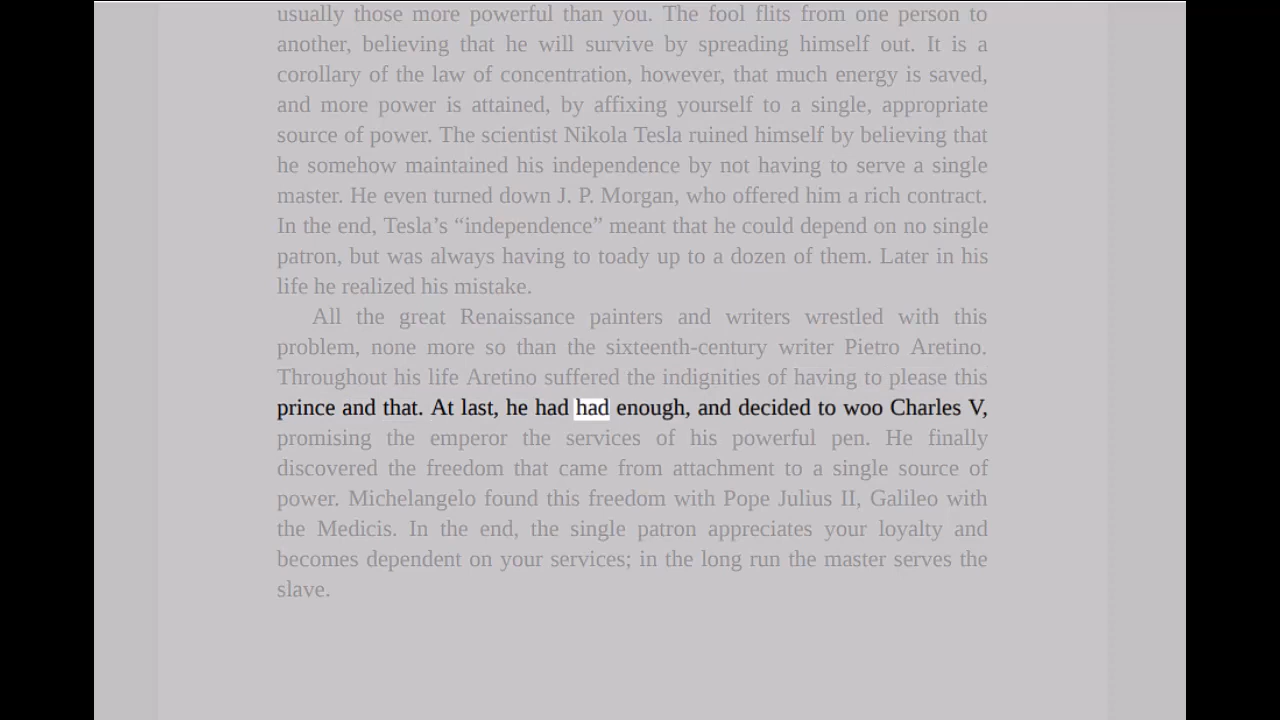 usually those more powerful than you. The fool flits from one person to
another, believing that he will survive by spreading himself out. It is a
corollary of the law of concentration, however, that much energy is saved,
and more power is attained, by affixing yourself to a single, appropriate
source of power. The scientist Nikola Tesla ruined himself by believing that
he somehow maintained his independence by not having to serve a single
master. He even turned down J. P. Morgan, who offered him a rich contract.
In the end, Tesla’s “independence” meant that he could depend on no single
patron, but was always having to toady up to a dozen of them. Later in his
life he realized his mistake.
All the great Renaissance painters and writers wrestled with this
problem, none more so than the sixteenth-century writer Pietro Aretino.
Throughout his life Aretino suffered the indignities of having to please this
prince and that. At last, he had had enough, and decided to woo Charles V,
promising the emperor the services of his powerful pen. He finally
discovered the freedom that came from attachment to a single source of
power. Michelangelo found this freedom with Pope Julius II, Galileo with
the Medicis. In the end, the single patron appreciates your loyalty and
becomes dependent on your services; in the long run the master serves the
slave.